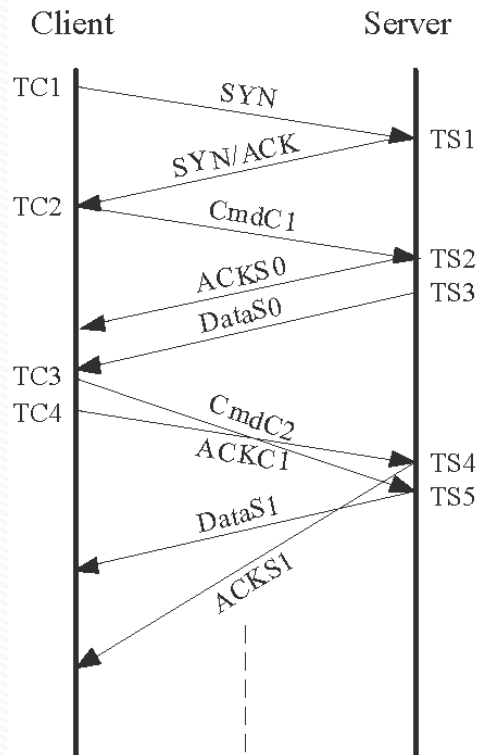 Client Server
TC1
SYN
TS1
SYN/ACK
TC2
CmdC1
TS2
ACKS0
TS3
DataS0
TC3
CmdC2
TC4
ACKC1
TS4
TS5
DataS1
ACKS1